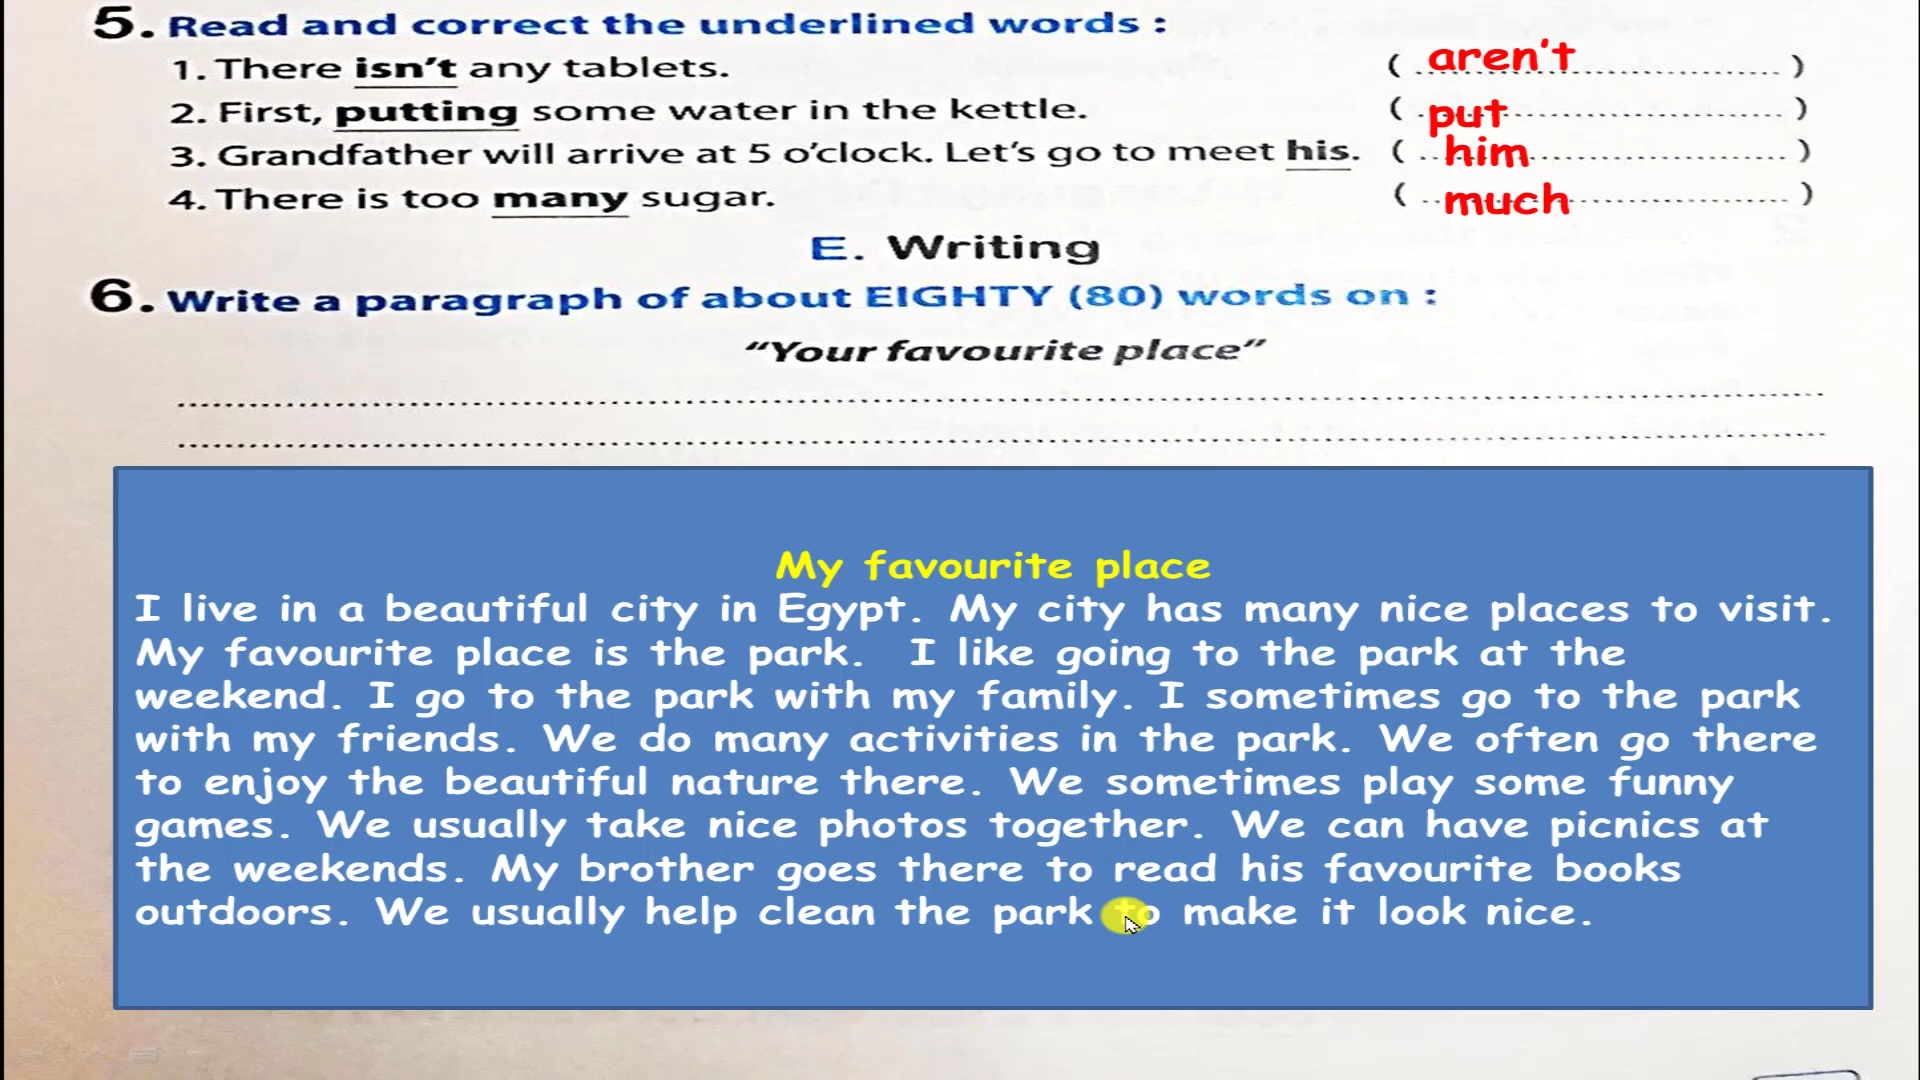 5. Read and correct the underlined words :
1. There isn't any tablets. (.......aren't.......)
2. First, putting some water in the kettle. (.......put.......)
3. Grandfather will arrive at 5 o'clock. Let's go to meet his. (.......him.......)
4. There is too many sugar. (.......much.......)
E. Writing
6. Write a paragraph of about EIGHTY (80) words on :
"Your favourite place"
My favourite place
I live in a beautiful city in Egypt. My city has many nice places to visit.
My favourite place is the park. I like going to the park at the
weekend. I go to the park with my family. I sometimes go to the park
with my friends. We do many activities in the park. We often go there
to enjoy the beautiful nature there. We sometimes play some funny
games. We usually take nice photos together. We can have picnics at
the weekends. My brother goes there to read his favourite books
outdoors. We usually help clean the park to make it look nice.